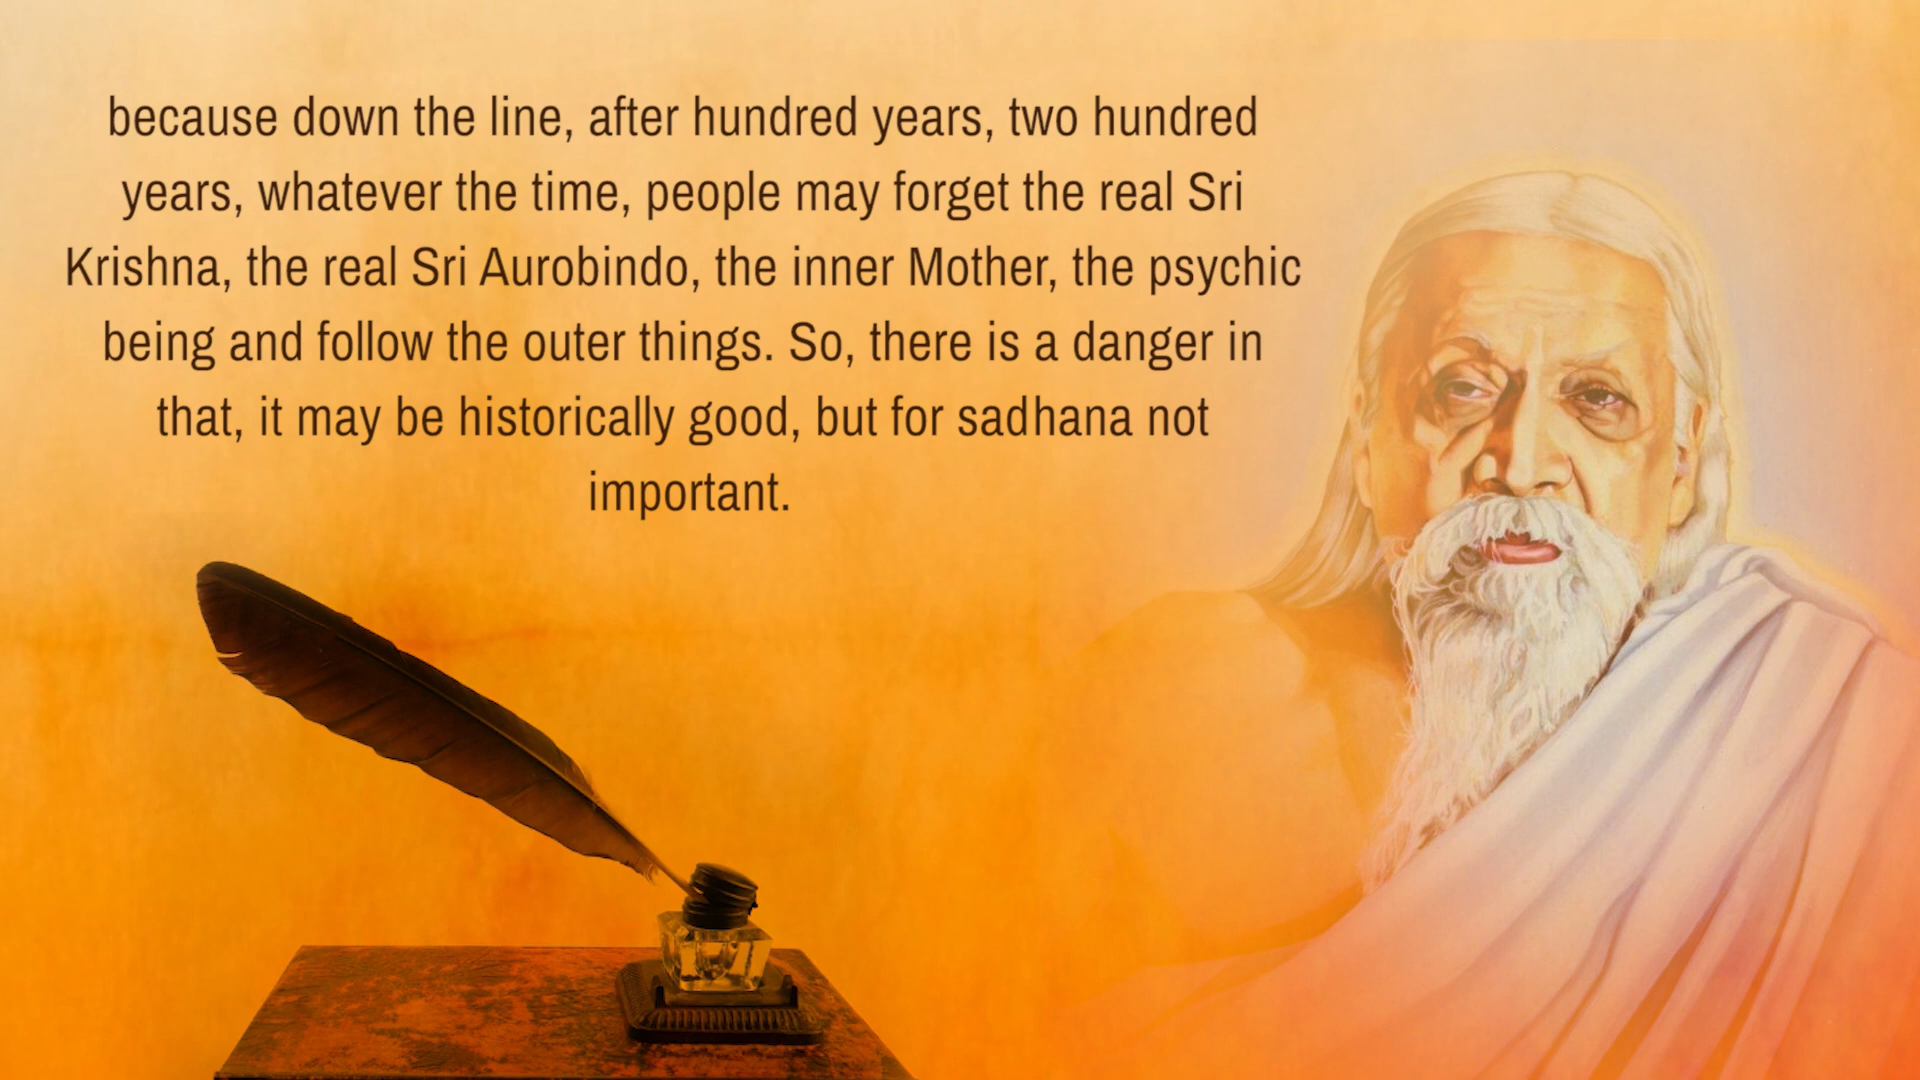 because down the line, after hundred years, two hundred
years, whatever the time, people may forget the real Sri
Krishna, the real Sri Aurobindo, the inner Mother, the psychic
being and follow the outer things. So, there is a danger in
that, it may be historically good, but for sadhana not
important.